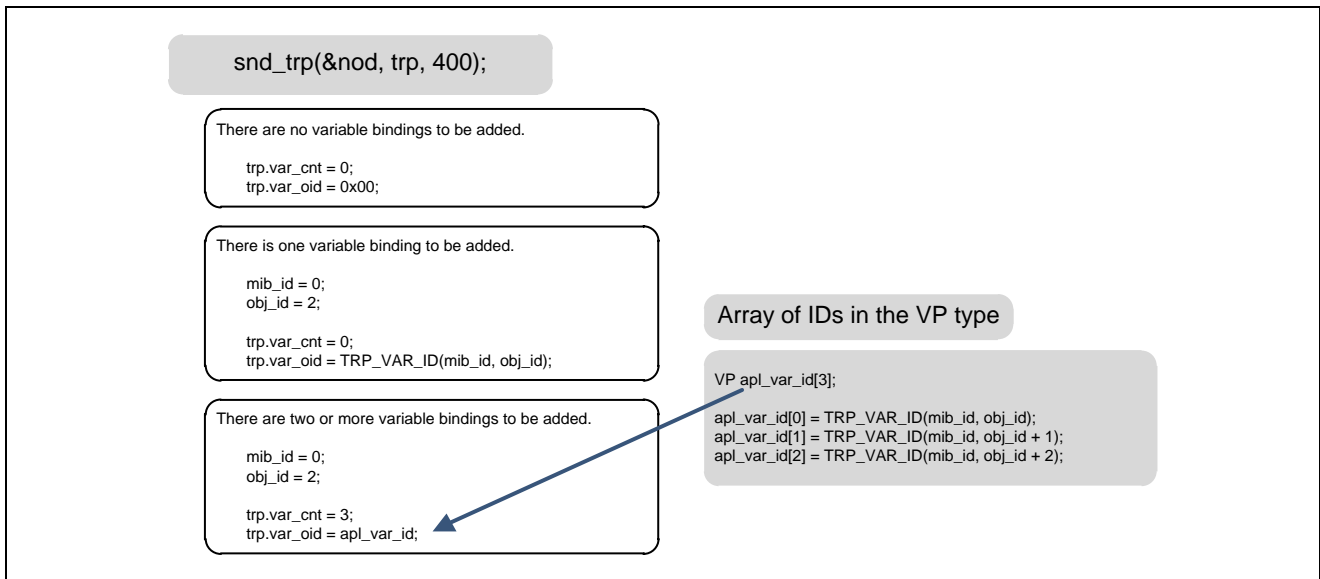 snd_trp(&nod, trp, 400);
There are no variable bindings to be added.
trp.var_cnt = 0;
trp.var_oid = 0x00;
There is one variable binding to be added.
mib_id = 0;
obj_id = 2;
trp.var_cnt = 0;
trp.var_oid = TRP_VAR_ID(mib_id, obj_id);
There are two or more variable bindings to be added.
mib_id = 0;
obj_id = 2;
trp.var_cnt = 3;
trp.var_oid = apl_var_id;
Array of IDs in the VP type
VP apl_var_id[3];
apl_var_id[0] = TRP_VAR_ID(mib_id, obj_id);
apl_var_id[1] = TRP_VAR_ID(mib_id, obj_id + 1);
apl_var_id[2] = TRP_VAR_ID(mib_id, obj_id + 2);